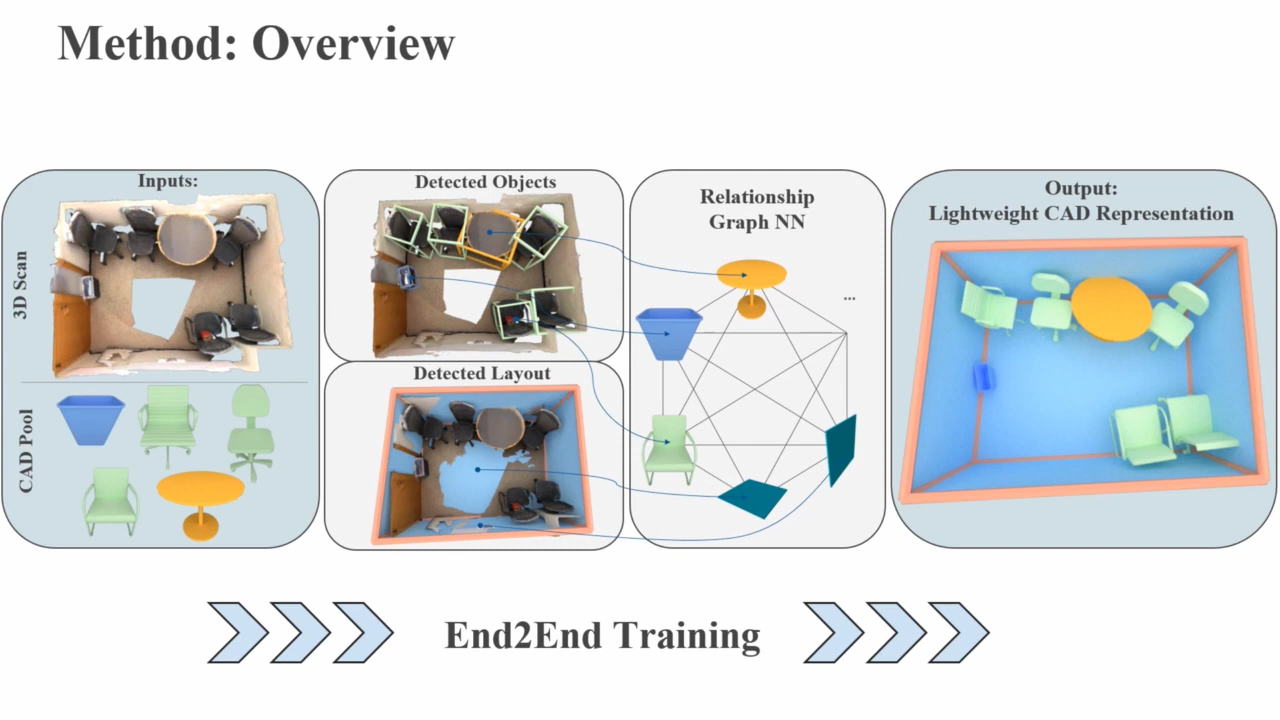 Method: Overview
Inputs:
3D Scan
CAD Pool
Detected Objects
Detected Layout
Relationship
Graph NN
...
Output:
Lightweight CAD Representation
End2End Training